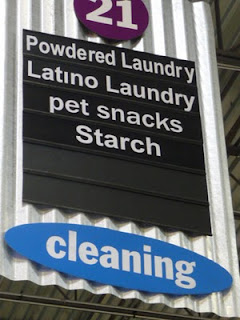 21
Powdered Laundry
Latino Laundry
pet snacks
Starch
cleaning